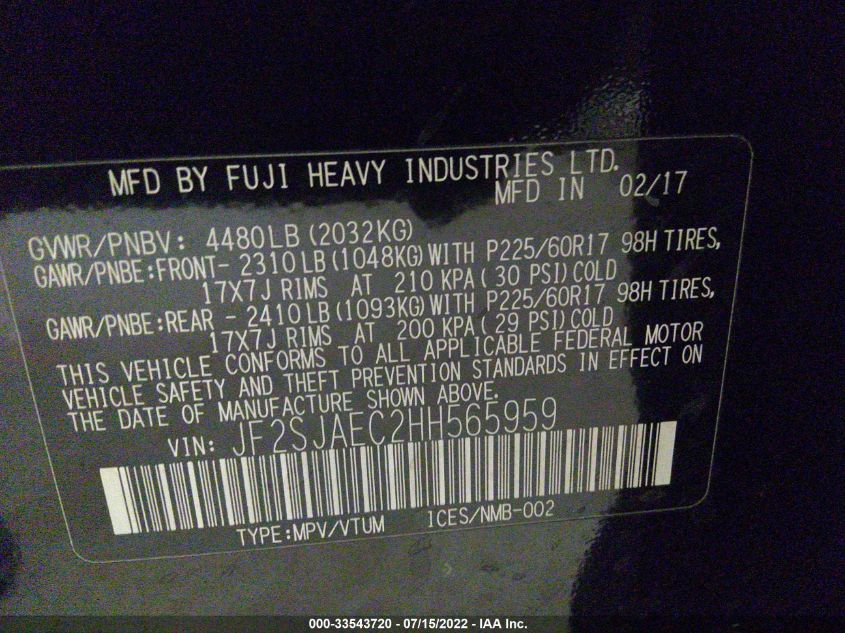 MFD BY FUJI HEAVY INDUSTRIES LTD.
MFD IN 02/17
GVWR/PNBV: 4480LB (2032KG)
GAWR/PNBE:FRONT- 2310LB (1048KG) WITH P225/60R17 98H TIRES,
17X7J RIMS AT 210 KPA ( 30 PSI) COLD
GAWR/PNBE:REAR - 2410LB (1093KG) WITH P225/60R17 98H TIRES,
17X7J RIMS AT 200 KPA ( 29 PSI) COLD
THIS VEHICLE CONFORMS TO ALL APPLICABLE FEDERAL MOTOR
VEHICLE SAFETY AND THEFT PREVENTION STANDARDS IN EFFECT ON
THE DATE OF MANUFACTURE SHOWN ABOVE.
VIN: JF2SJAEC2HH565959
TYPE:MPV/VTUM ICES/NMB-002
000-33543720 - 07/15/2022 - IAA Inc.